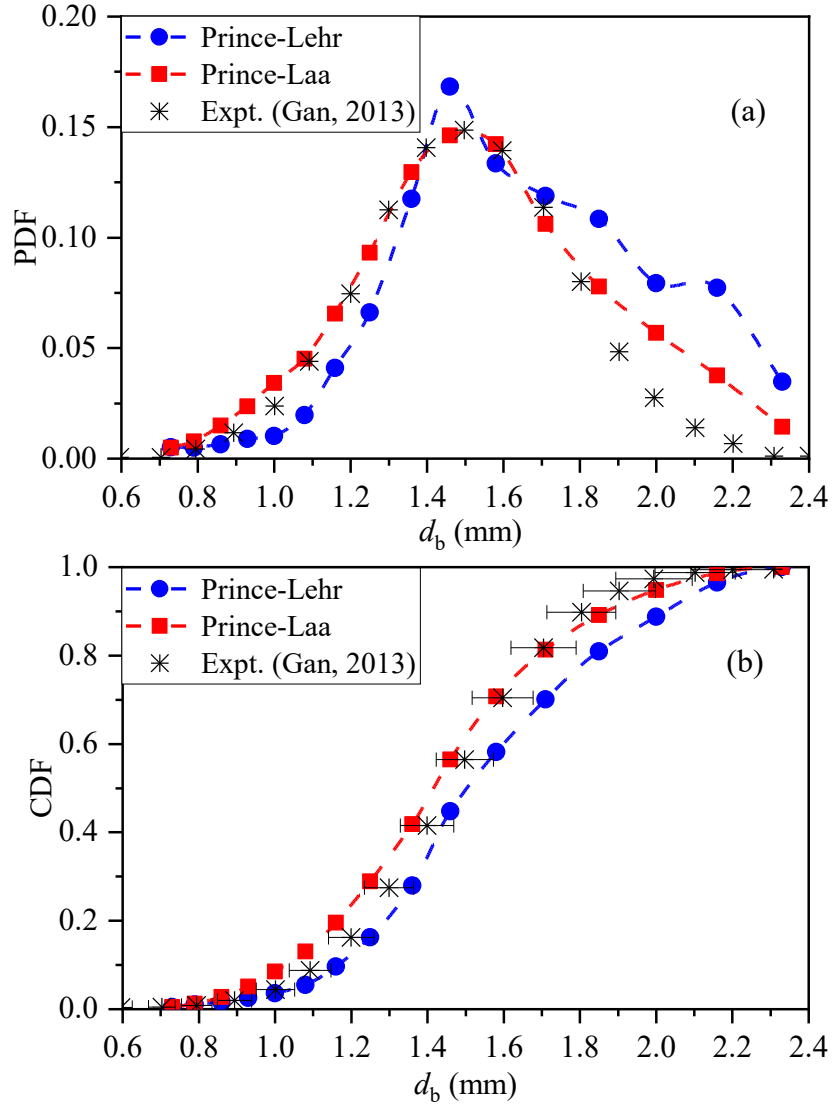 0.20
Prince-Lehr
Prince-Laa
Expt. (Gan, 2013)
(a)
0.15
0.10
0.05
0.00
PDF
0.6 0.8 1.0 1.2 1.4 1.6 1.8 2.0 2.2 2.4
d_b (mm)
1.0
Prince-Lehr
Prince-Laa
Expt. (Gan, 2013)
(b)
0.8
0.6
0.4
0.2
0.0
CDF
0.6 0.8 1.0 1.2 1.4 1.6 1.8 2.0 2.2 2.4
d_b (mm)